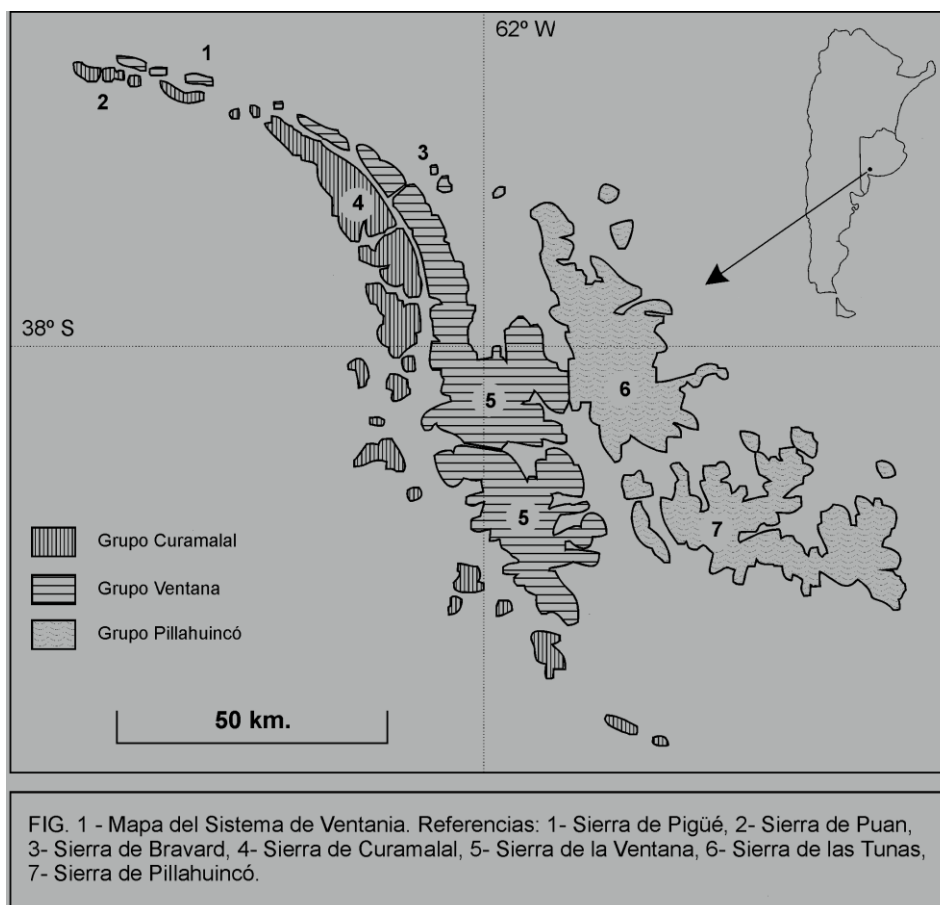 62º W
1
2
3
4
38º S
5
6
5
7
Grupo Curamalal
Grupo Ventana
Grupo Pillahuincó
50 km.
FIG. 1 - Mapa del Sistema de Ventania. Referencias: 1- Sierra de Pigüé, 2- Sierra de Puan,
3- Sierra de Bravard, 4- Sierra de Curamalal, 5- Sierra de la Ventana, 6- Sierra de las Tunas,
7- Sierra de Pillahuincó.